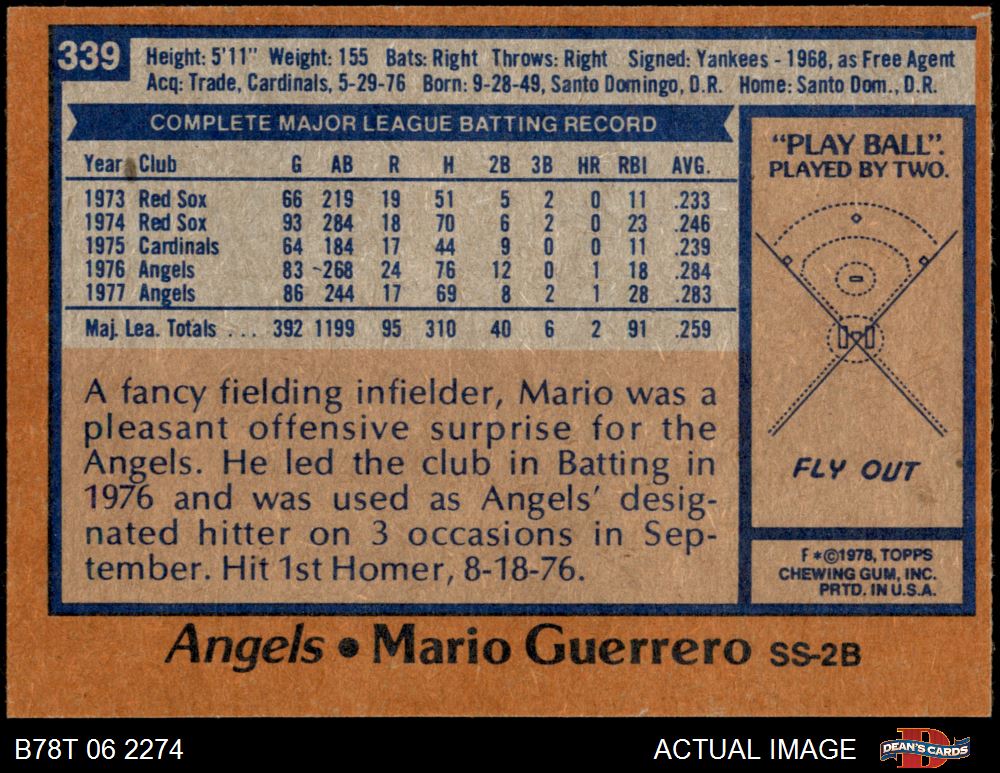 339
Height: 5'11" Weight: 155 Bats: Right Throws: Right Signed: Yankees - 1968, as Free Agent
Acq: Trade, Cardinals, 5-29-76 Born: 9-28-49, Santo Domingo, D.R. Home: Santo Dom., D.R.
COMPLETE MAJOR LEAGUE BATTING RECORD
Year Club G AB R H 2B 3B HR RBI AVG.
1973 Red Sox 66 219 19 51 5 2 0 11 .233
1974 Red Sox 93 284 18 70 6 2 0 23 .246
1975 Cardinals 64 184 17 44 9 0 0 11 .239
1976 Angels 83 268 24 76 12 0 1 18 .284
1977 Angels 86 244 17 69 8 2 1 28 .283
Maj. Lea. Totals ... 392 1199 95 310 40 6 2 91 .259
A fancy fielding infielder, Mario was a
pleasant offensive surprise for the
Angels. He led the club in Batting in
1976 and was used as Angels' desig-
nated hitter on 3 occasions in Sep-
tember. Hit 1st Homer, 8-18-76.
"PLAY BALL".
PLAYED BY TWO.
FLY OUT
F*©1978, TOPPS
CHEWING GUM, INC.
PRTD. IN U.S.A.
Angels • Mario Guerrero SS-2B
B78T 06 2274
ACTUAL IMAGE
DEAN'S CARDS